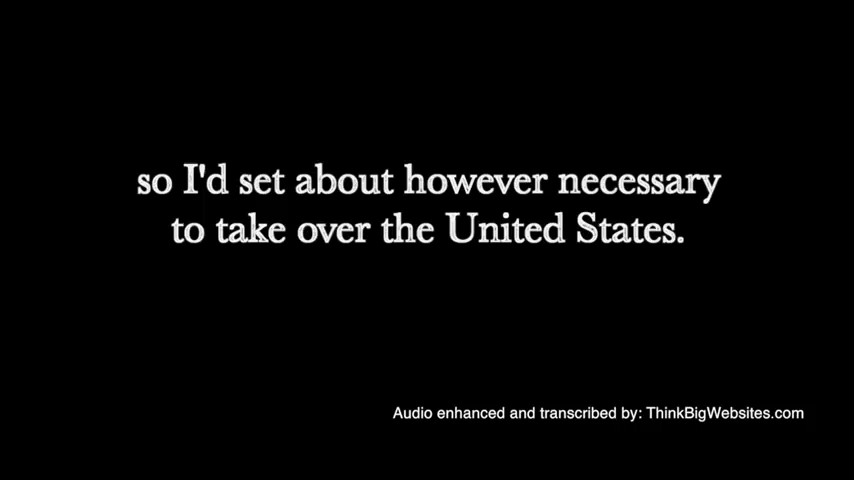 so I'd set about however necessary
to take over the United States.
Audio enhanced and transcribed by: ThinkBigWebsites.com